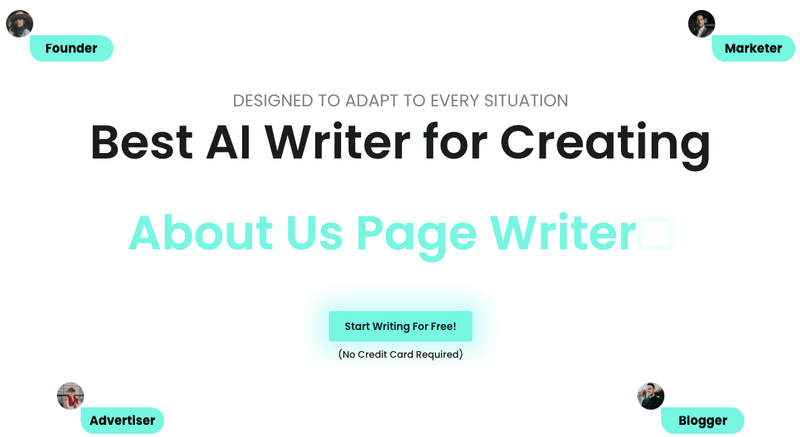 Founder
Marketer
DESIGNED TO ADAPT TO EVERY SITUATION
Best AI Writer for Creating
About Us Page Writer
Start Writing For Free!
(No Credit Card Required)
Advertiser
Blogger